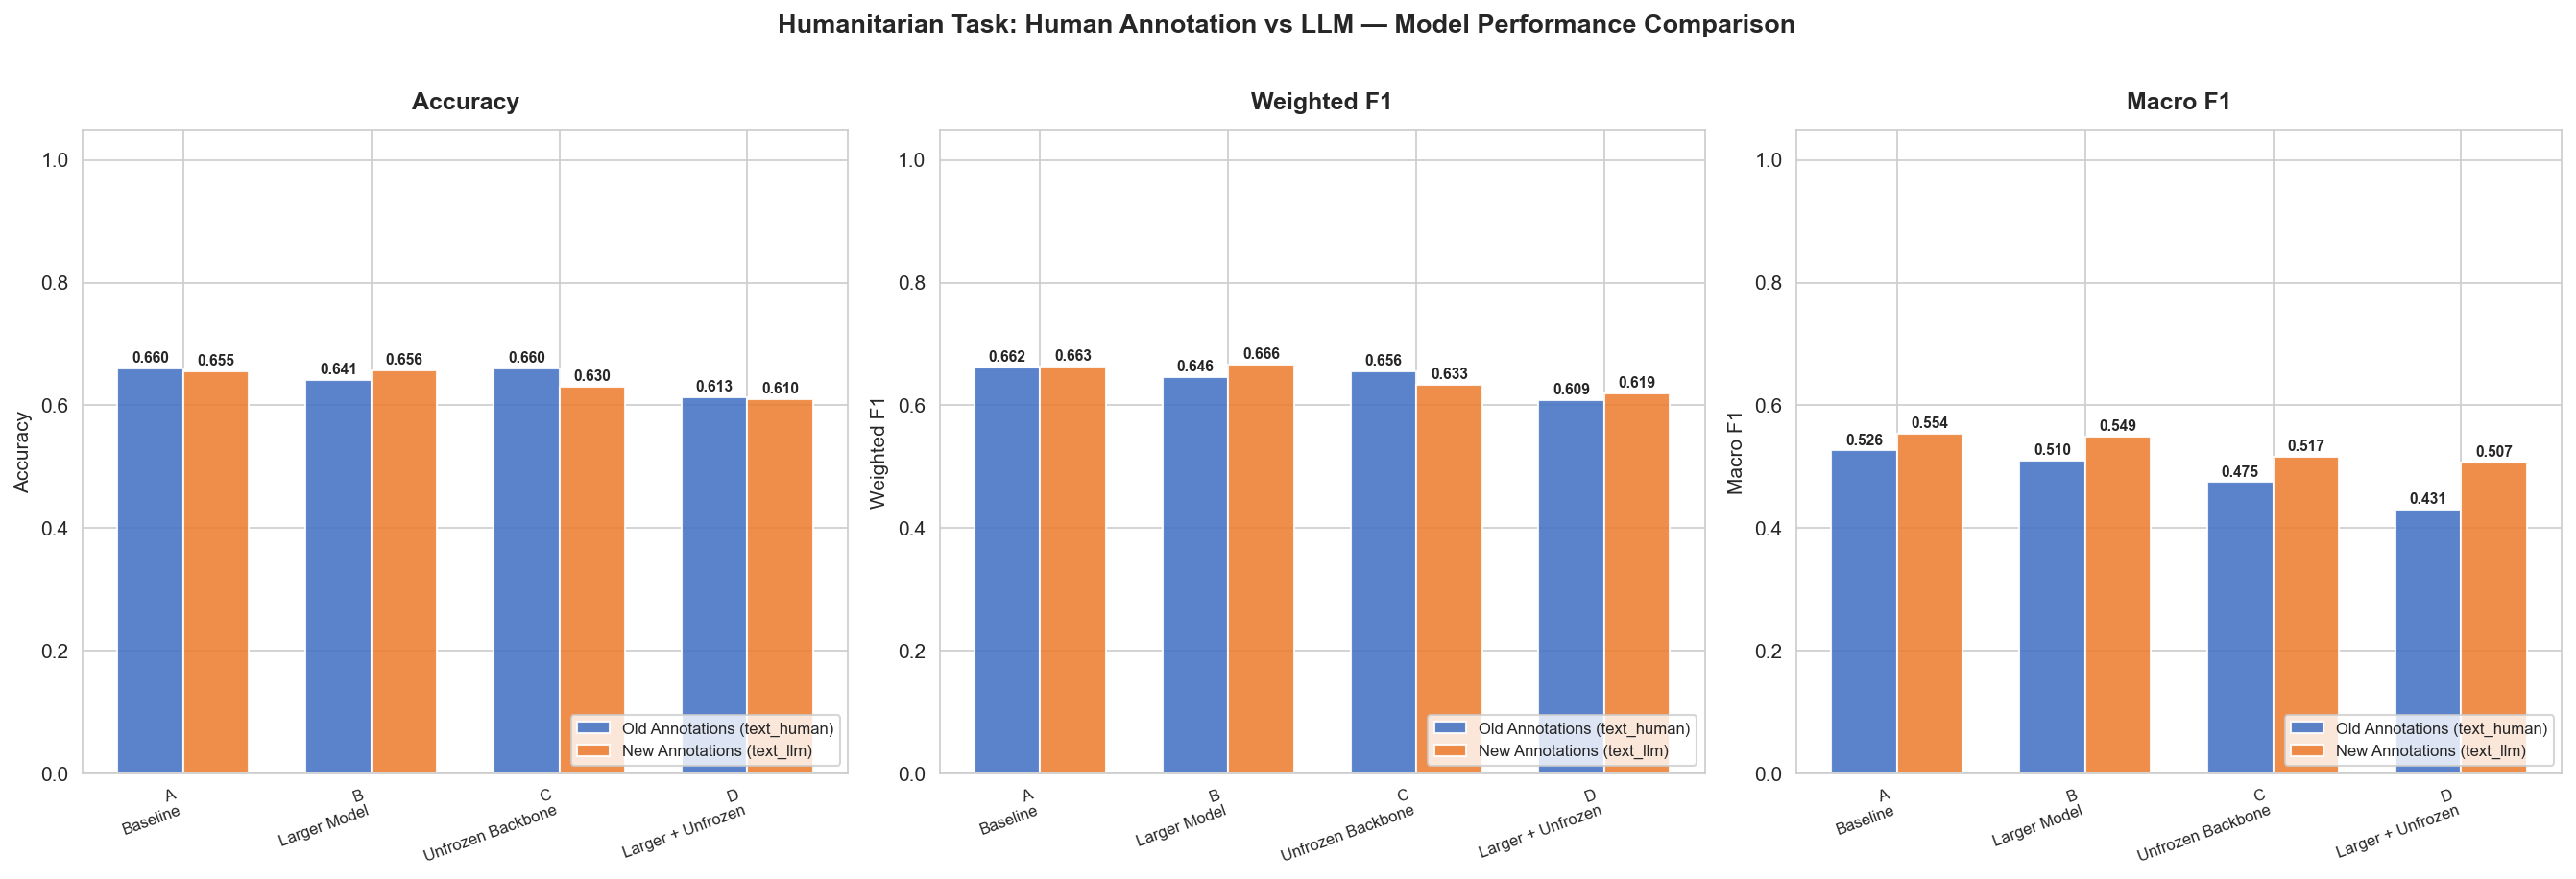 Humanitarian Task: Human Annotation vs LLM — Model Performance Comparison
Accuracy
Accuracy
1.0
0.8
0.6
0.4
0.2
0.0
0.660
0.655
0.641
0.656
0.660
0.630
0.613
0.610
Old Annotations (text_human)
New Annotations (text_llm)
A
Baseline
B
Larger Model
C
Unfrozen Backbone
D
Larger + Unfrozen
Weighted F1
Weighted F1
1.0
0.8
0.6
0.4
0.2
0.0
0.662
0.663
0.646
0.666
0.656
0.633
0.609
0.619
Old Annotations (text_human)
New Annotations (text_llm)
A
Baseline
B
Larger Model
C
Unfrozen Backbone
D
Larger + Unfrozen
Macro F1
Macro F1
1.0
0.8
0.6
0.4
0.2
0.0
0.526
0.554
0.510
0.549
0.475
0.517
0.431
0.507
Old Annotations (text_human)
New Annotations (text_llm)
A
Baseline
B
Larger Model
C
Unfrozen Backbone
D
Larger + Unfrozen